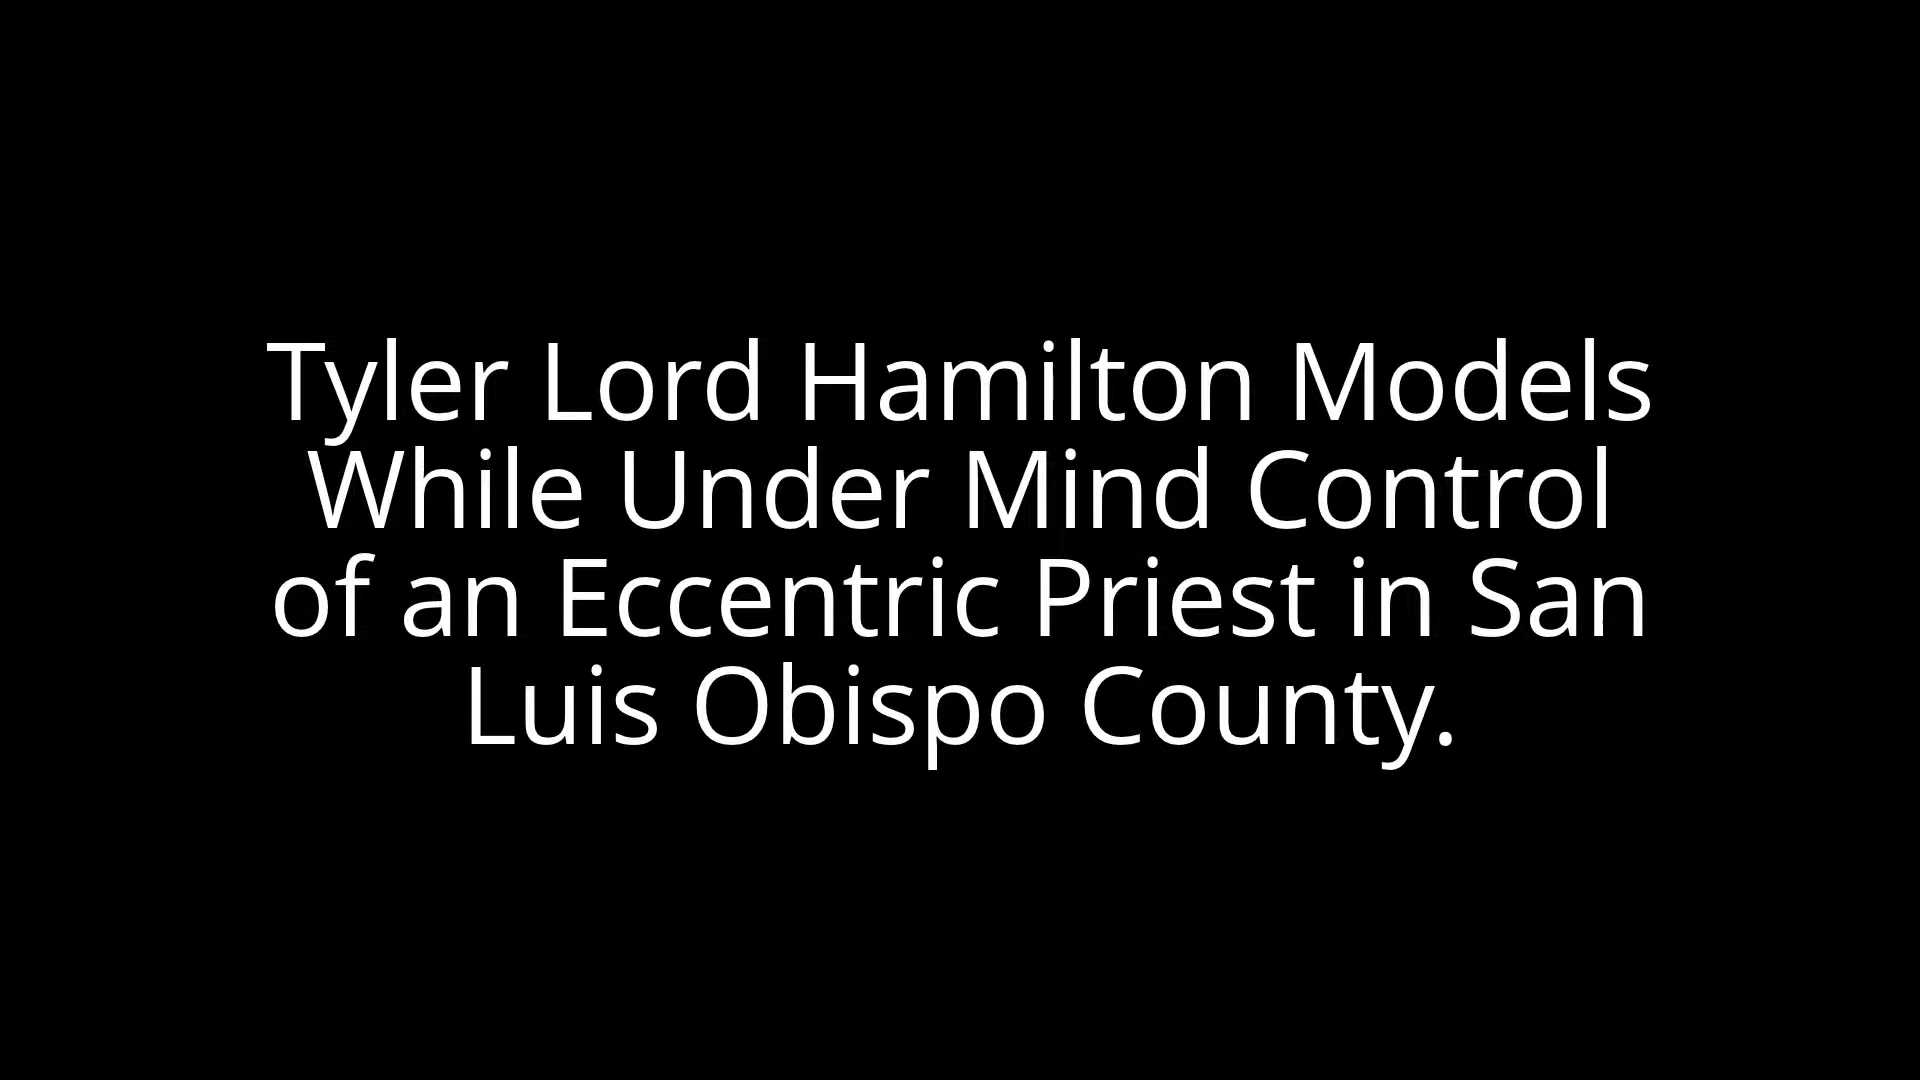 Tyler Lord Hamilton Models
While Under Mind Control
of an Eccentric Priest in San
Luis Obispo County.